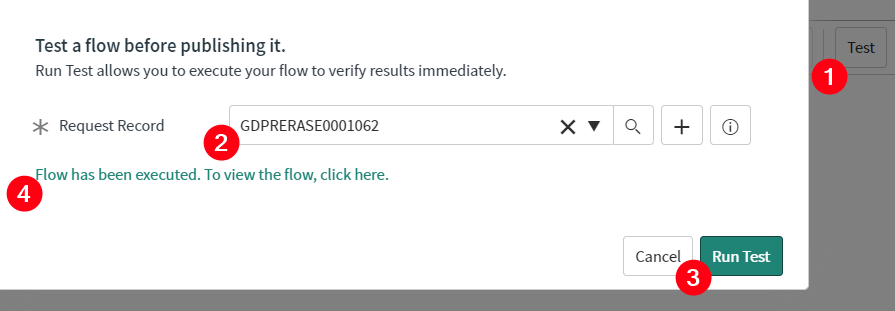 Test a flow before publishing it.
Test
Run Test allows you to execute your flow to verify results immediately.
1
Request Record
GDPRERASE0001062
2
Flow has been executed. To view the flow, click here.
4
Cancel
Run Test
3